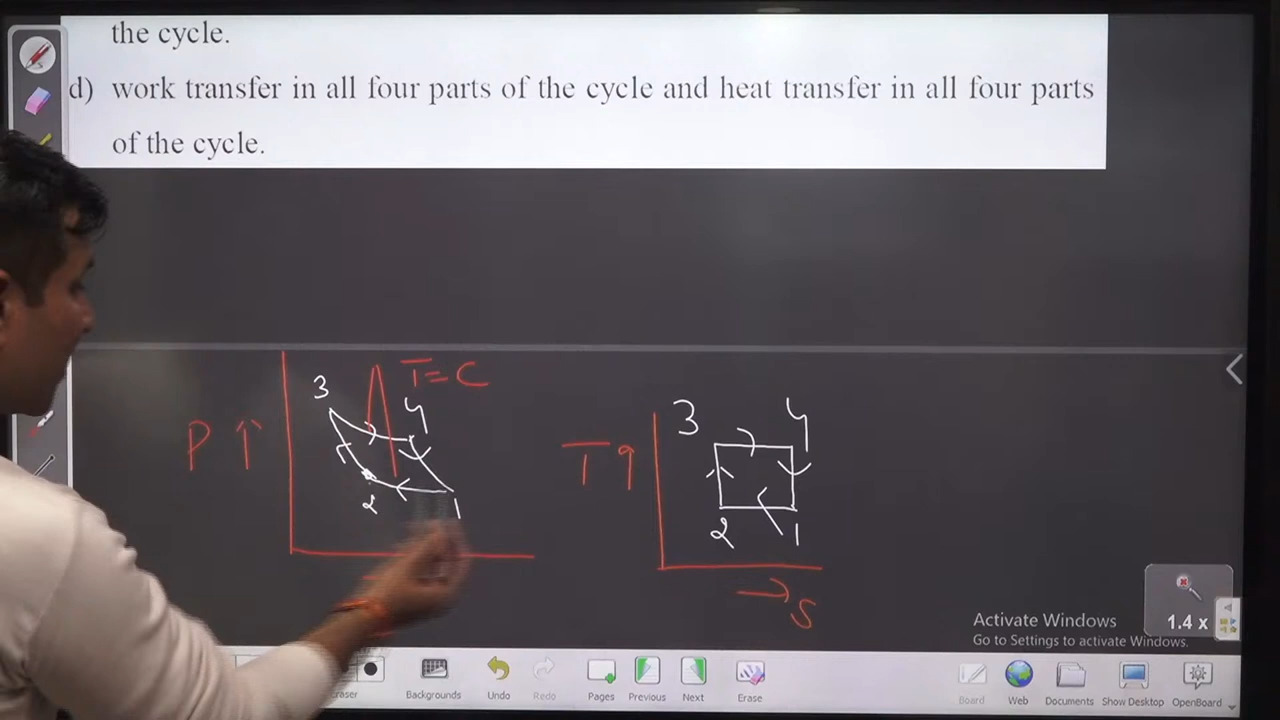 the cycle.
d) work transfer in all four parts of the cycle and heat transfer in all four parts
of the cycle.
P ↑
3
T = C
4
2
1
T ↑
3
4
2
1
→ S
1.4 x
Activate Windows
Go to Settings to activate Windows.
Backgrounds
Undo
Redo
Pages
Previous
Next
Erase
Board
Web
Documents
Show Desktop
OpenBoard